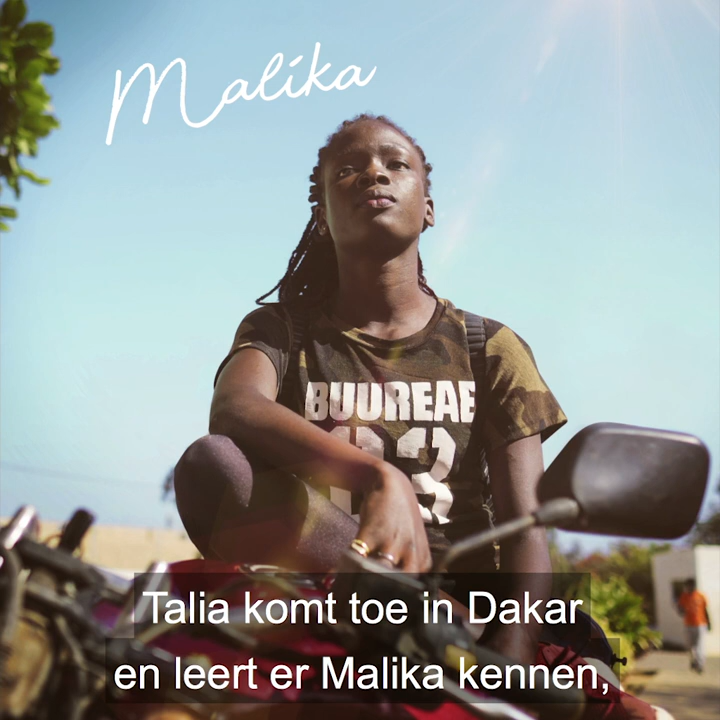 Malika
BUUREAE
Talia komt toe in Dakar
en leert er Malika kennen,